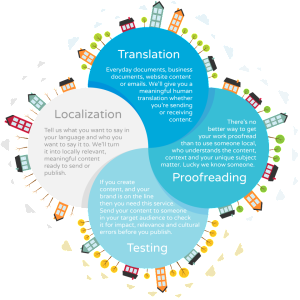 Translation
Everyday documents, business
documents, website content
or emails. We'll give you a
meaningful human
translation whether
you're sending
or receiving
content.
Localization
Tell us what you want to say in
your language and who you
want to say it to. We'll turn
it into locally relevant,
meaningful content
ready to send or
publish.
There's no
better way to get
your work proofread
than to use someone local,
who understands the content,
context and your unique subject
matter. Lucky we know someone.
Proofreading
If you create
content, and your
brand is on the line
then you need this service.
Send your content to someone
in your target audience to check
it for impact, relevance and cultural
errors before you publish.
Testing